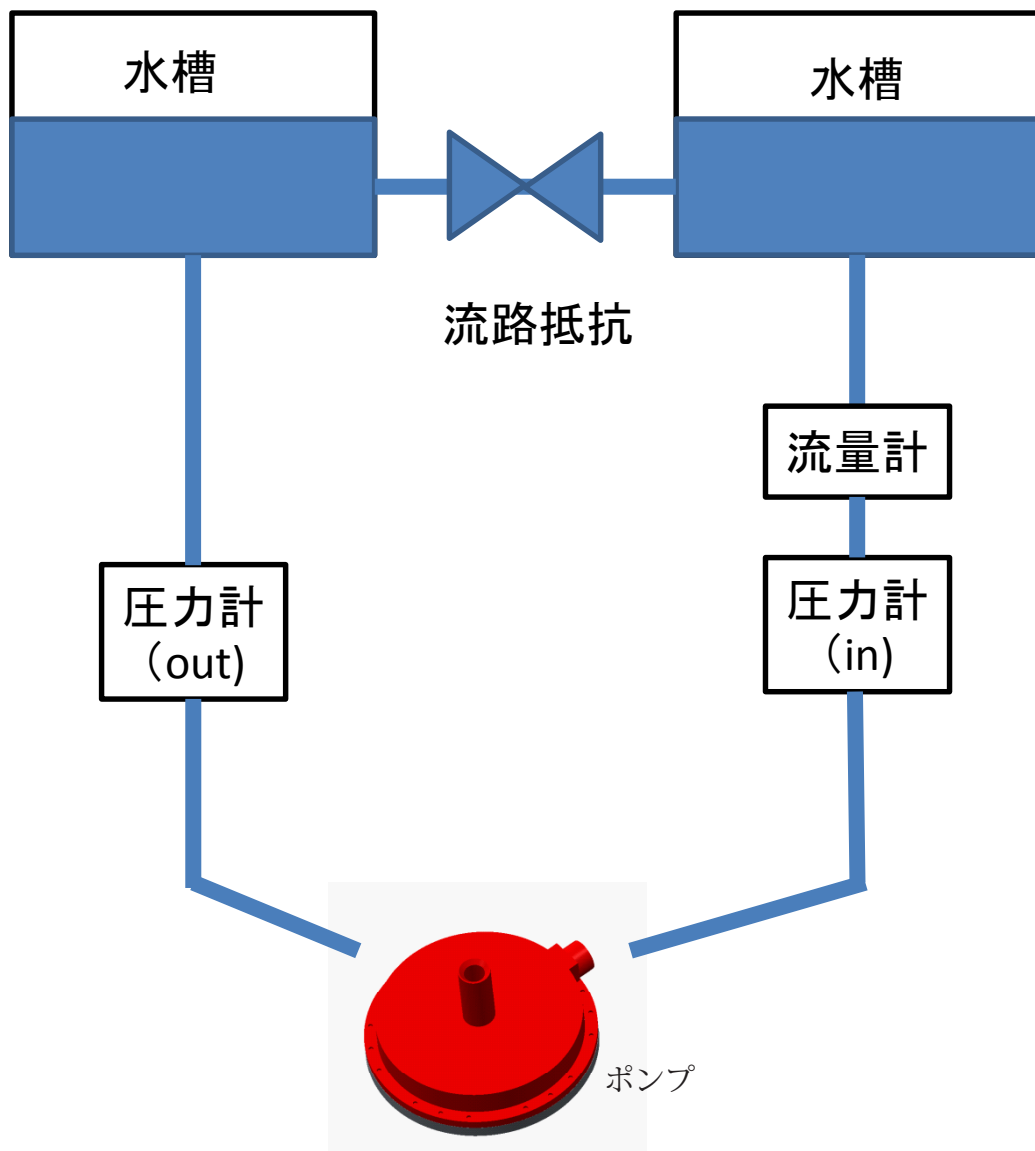 水槽
水槽
流路抵抗
流量計
圧力計
（out)
圧力計
（in)
ポンプ